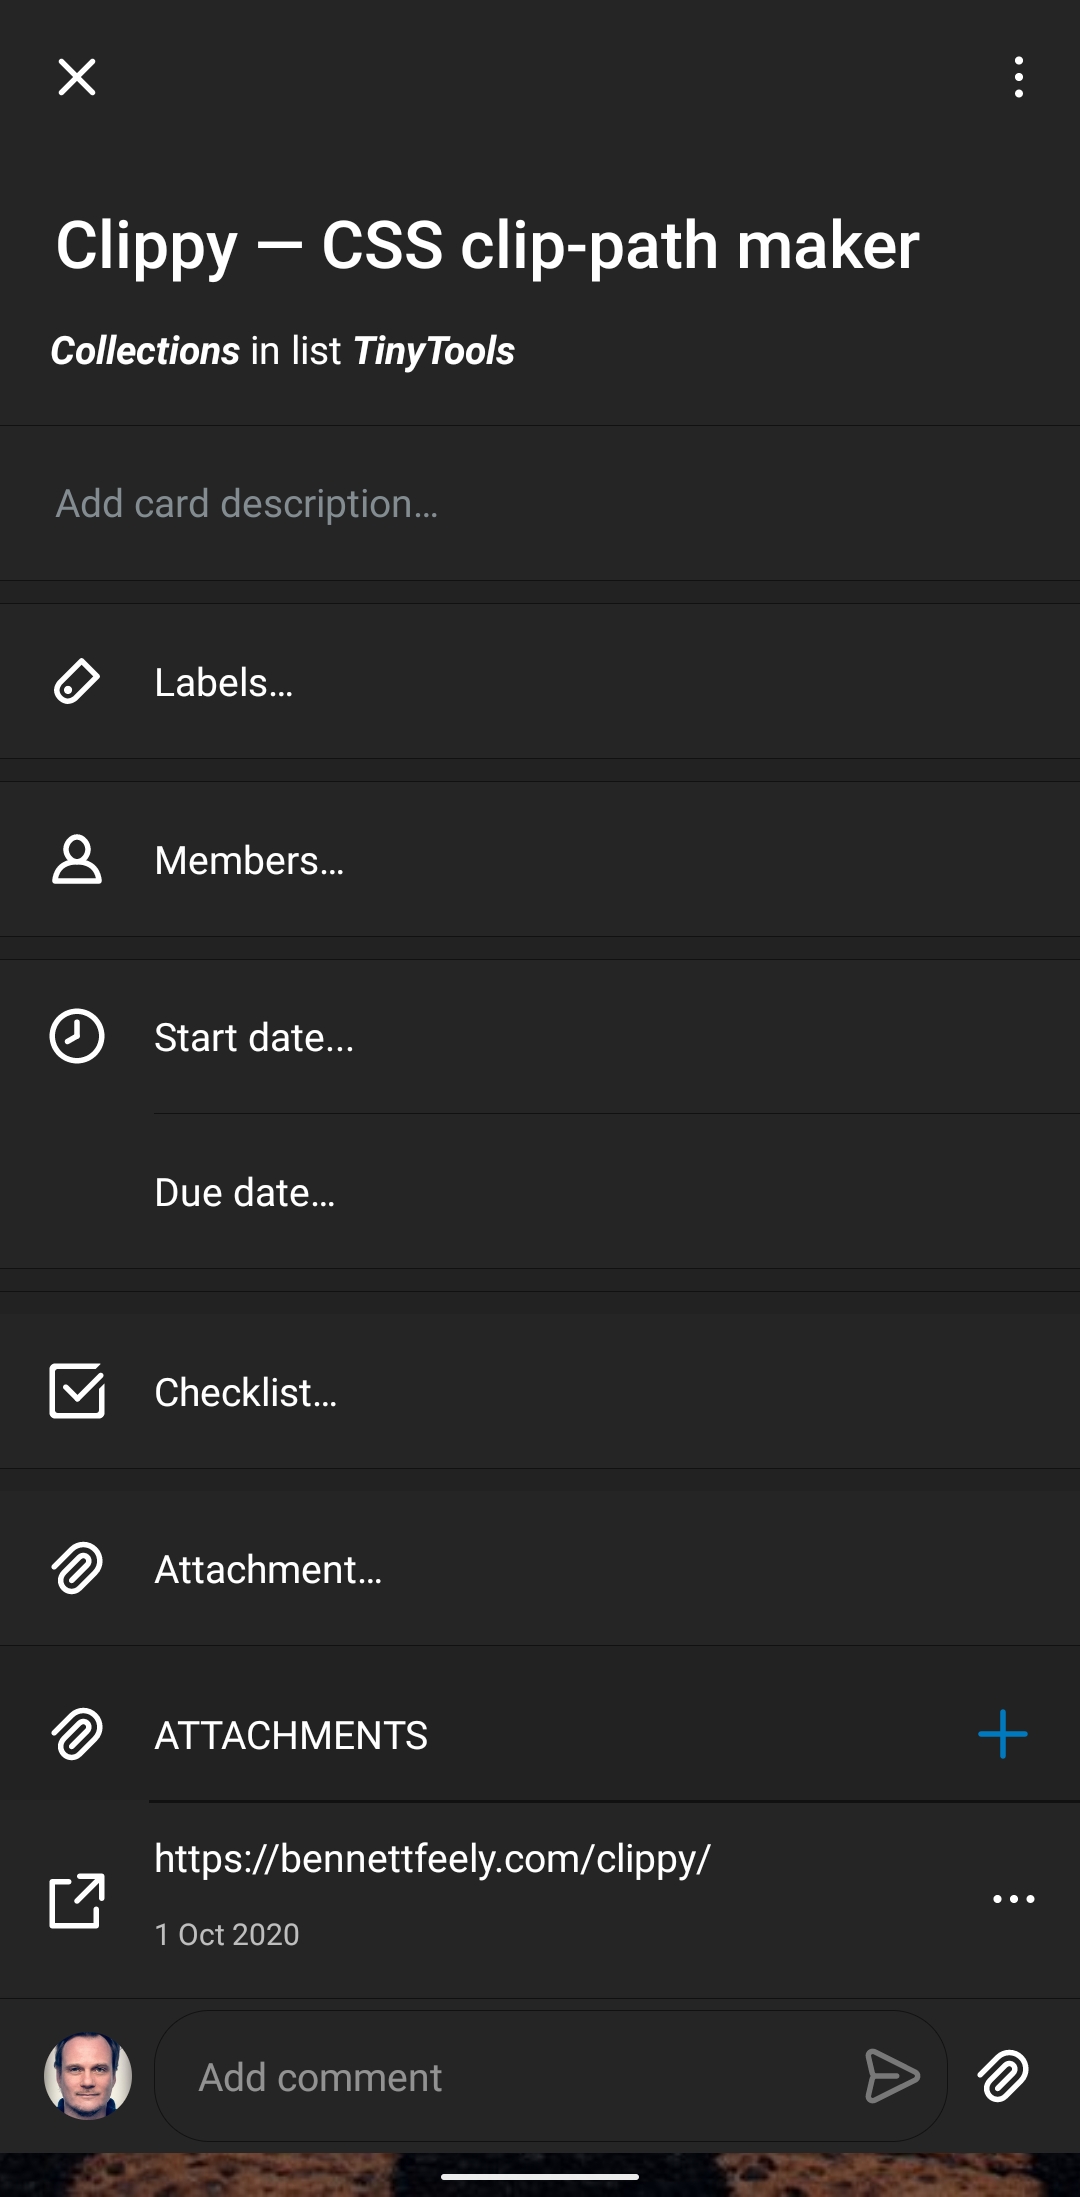 Clippy — CSS clip-path maker
Collections in list TinyTools
Add card description…
Labels…
Members…
Start date...
Due date…
Checklist…
Attachment…
ATTACHMENTS
https://bennettfeely.com/clippy/
1 Oct 2020
Add comment